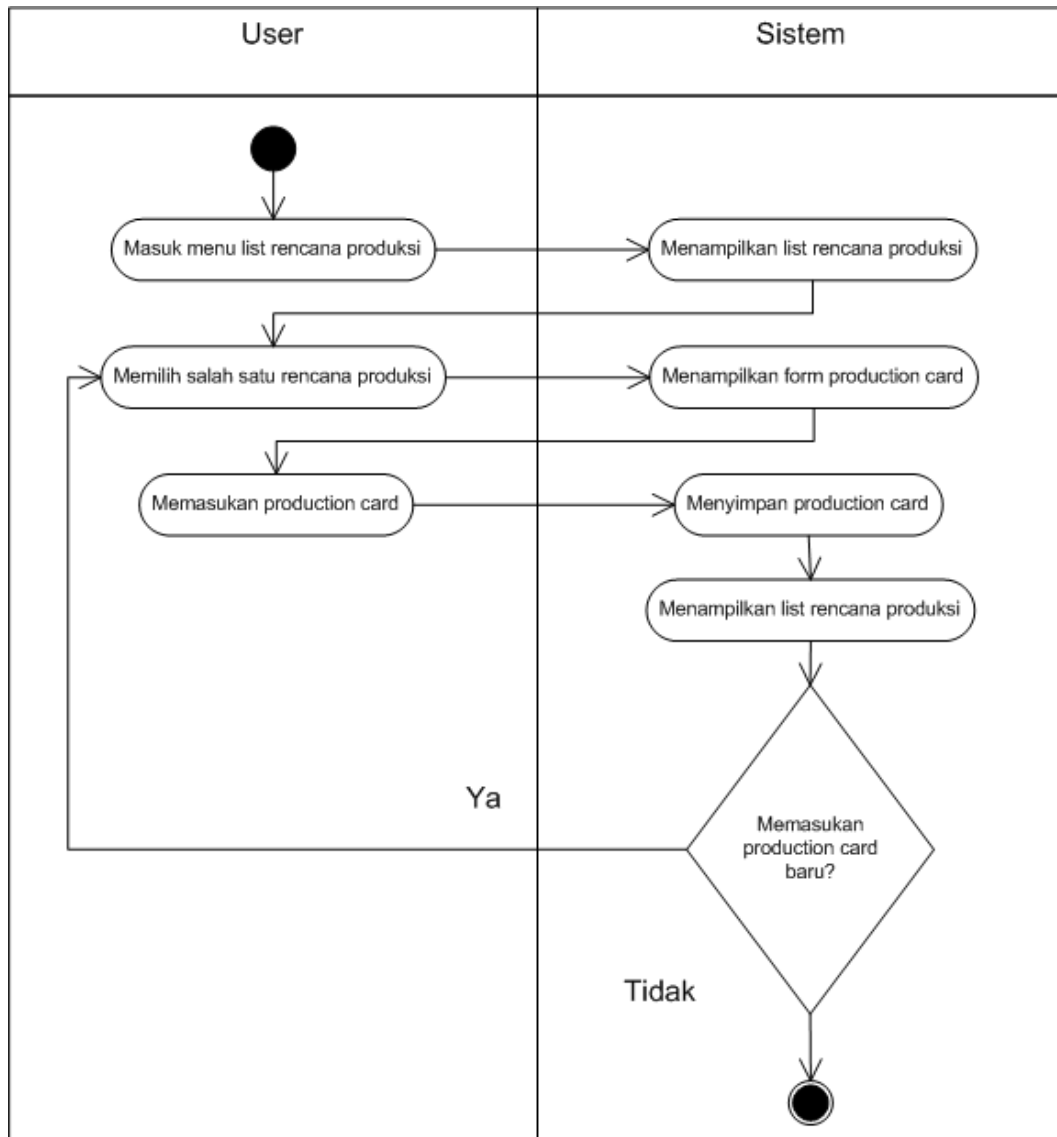 User
Sistem
Masuk menu list rencana produksi
Menampilkan list rencana produksi
Memilih salah satu rencana produksi
Menampilkan form production card
Memasukan production card
Menyimpan production card
Menampilkan list rencana produksi
Ya
Memasukan
production card
baru?
Tidak